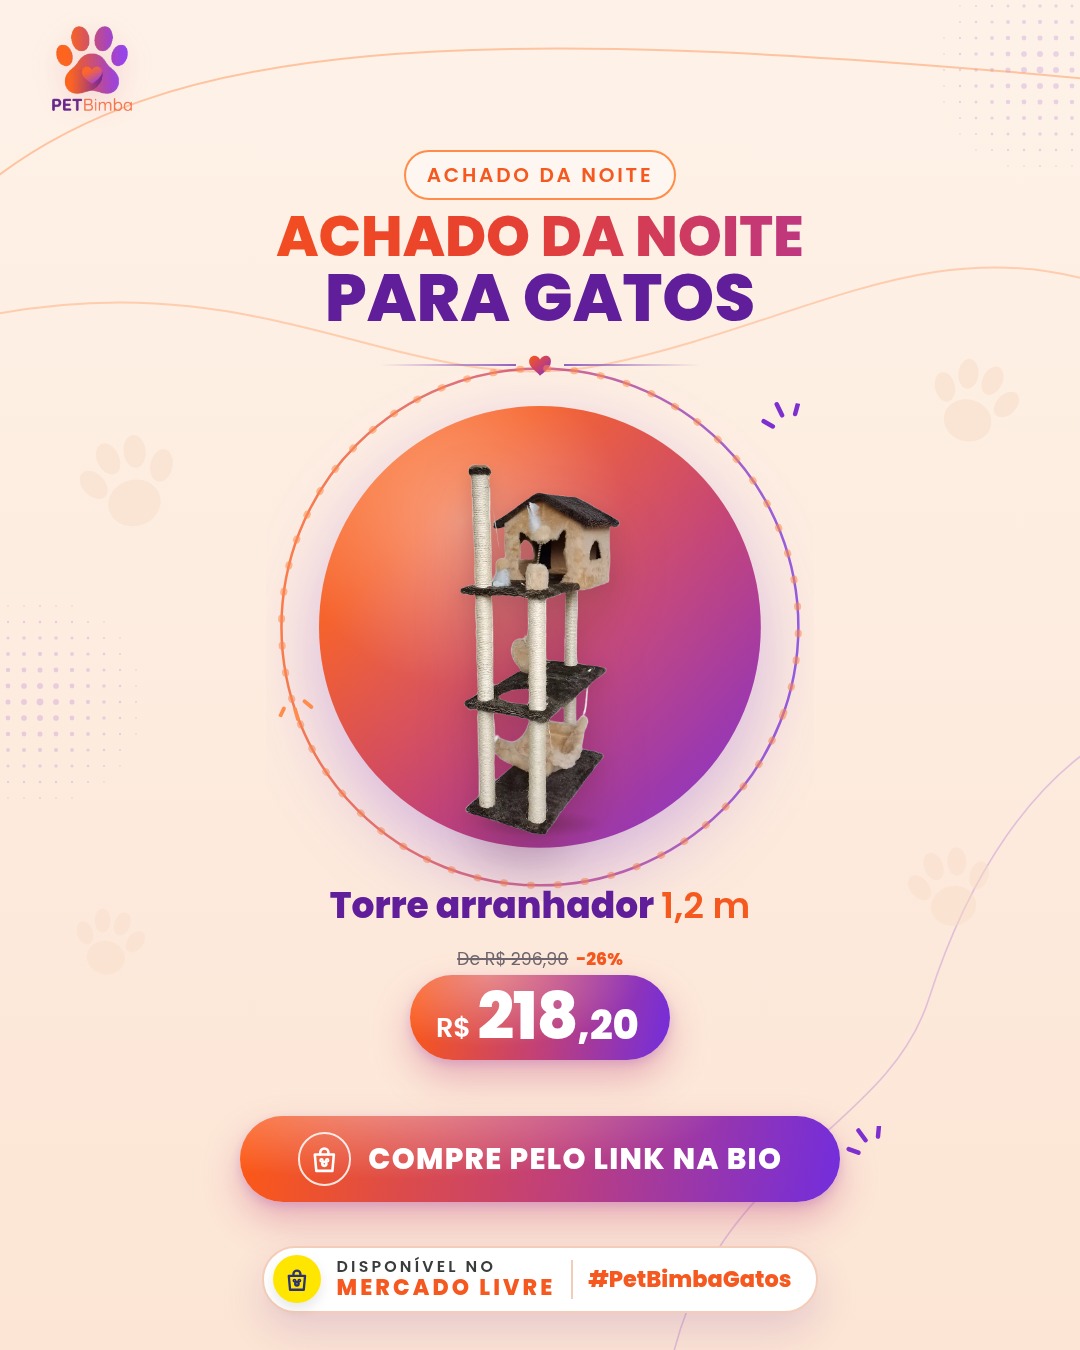 PETBimba
ACHADO DA NOITE
ACHADO DA NOITE
PARA GATOS
Torre arranhador 1,2 m
De R$ 296,90 -26%
R$ 218,20
COMPRE PELO LINK NA BIO
DISPONÍVEL NO
MERCADO LIVRE
#PetBimbaGatos